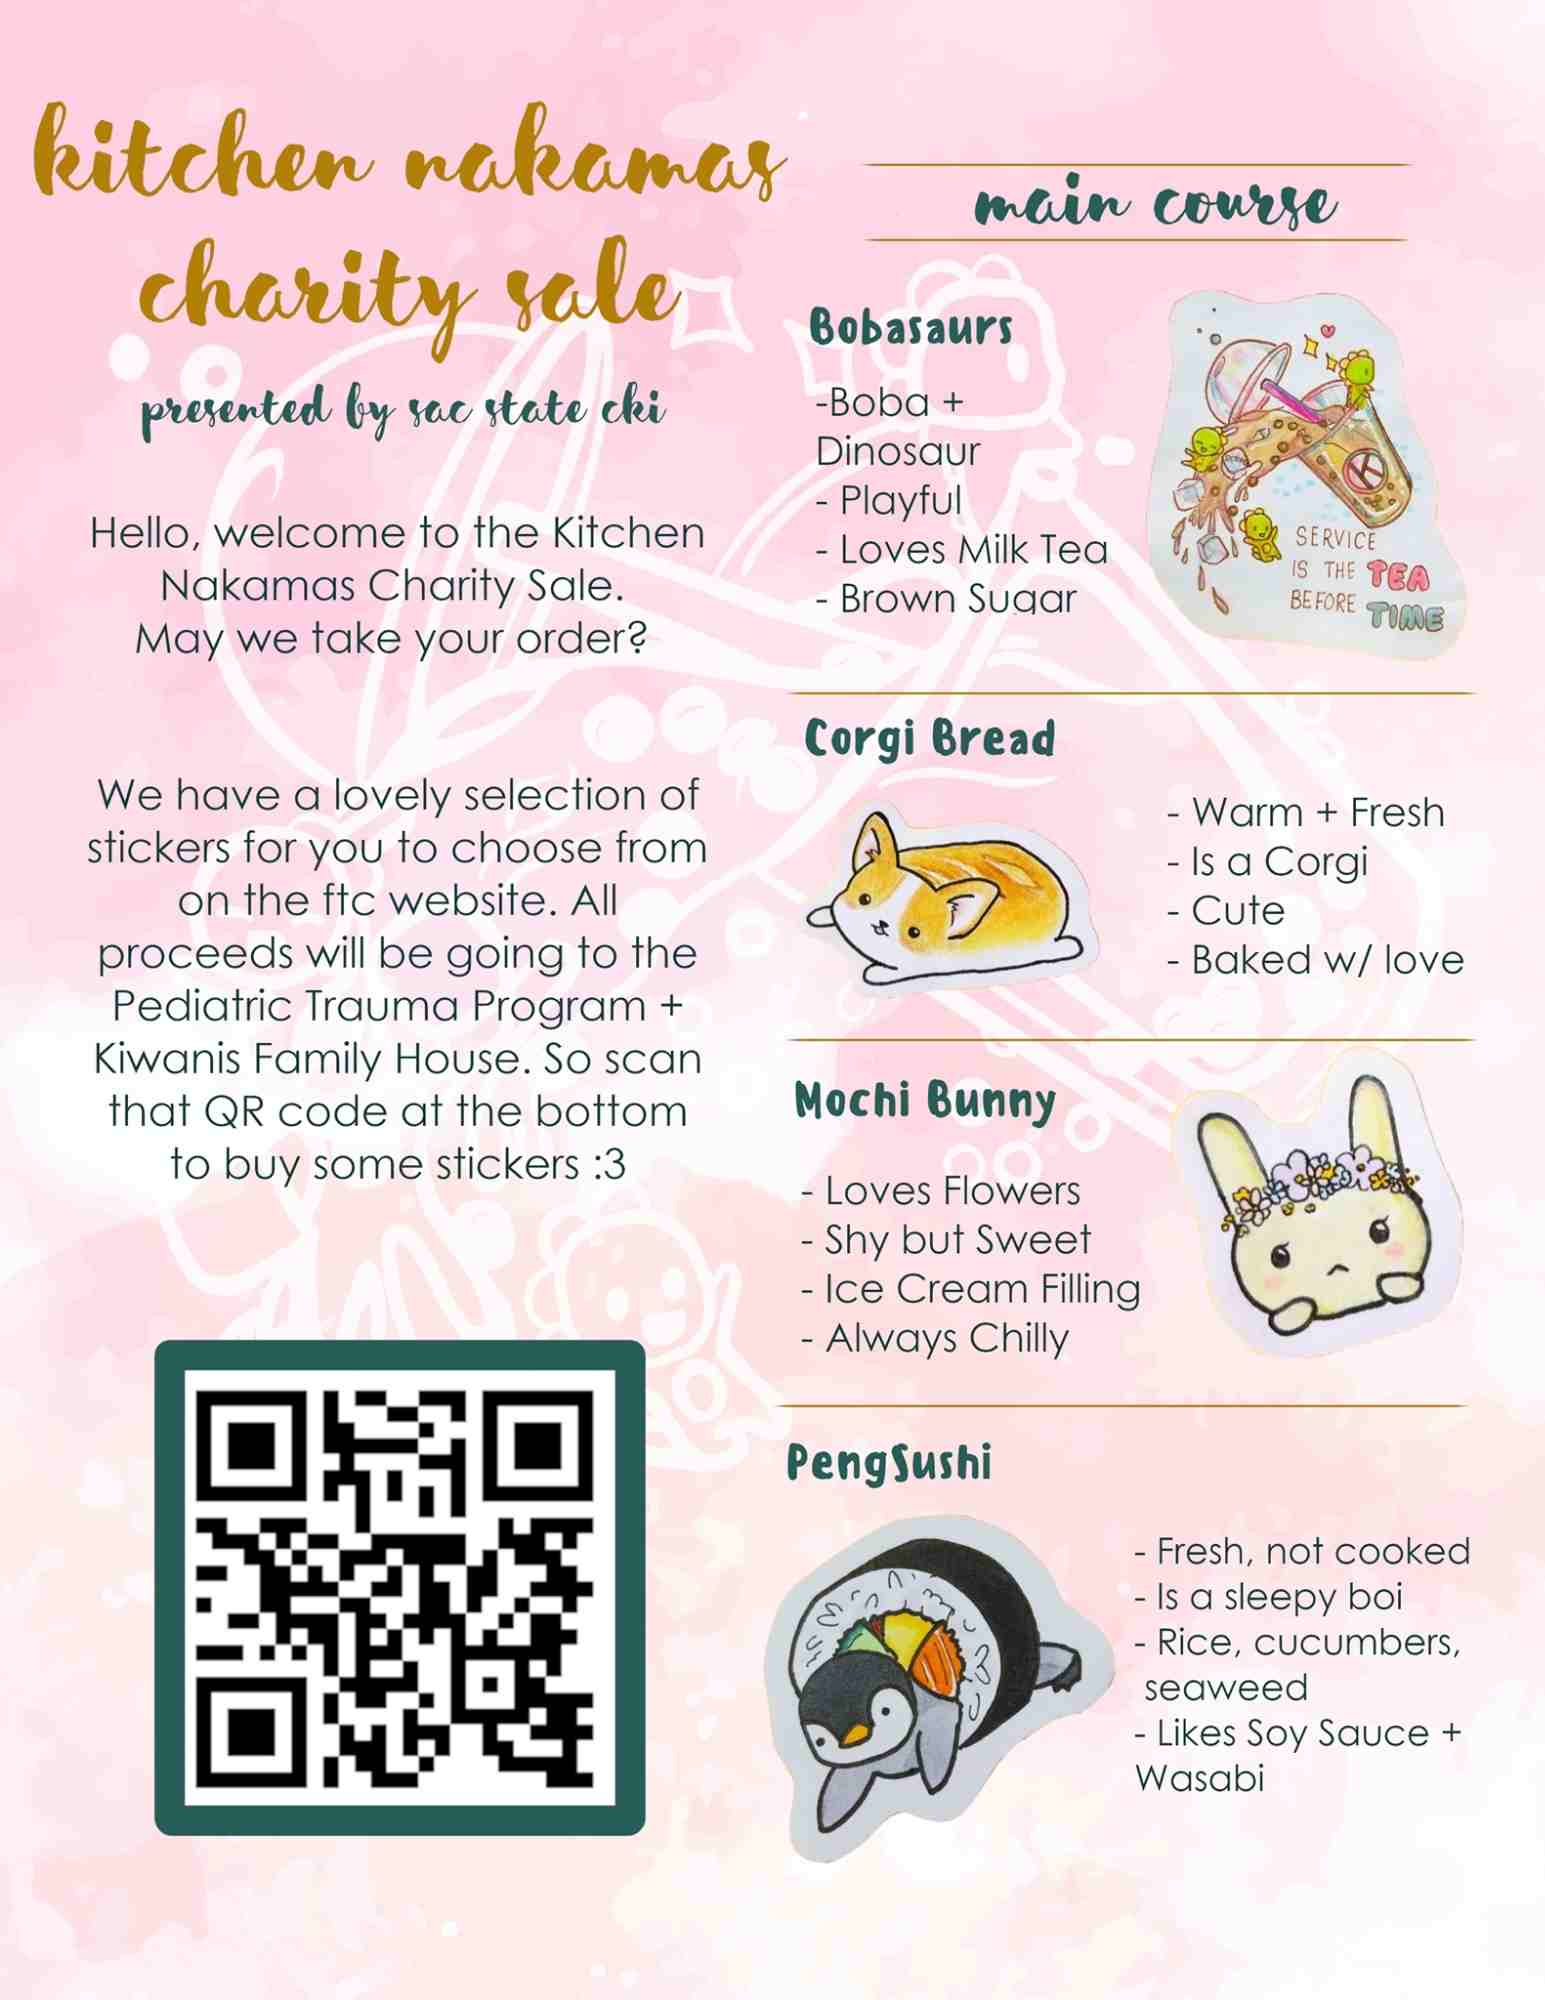 kitchen nakamas
charity sale
presented by sac state cki
Hello, welcome to the Kitchen
Nakamas Charity Sale.
May we take your order?
We have a lovely selection of
stickers for you to choose from
on the ftc website. All
proceeds will be going to the
Pediatric Trauma Program +
Kiwanis Family House. So scan
that QR code at the bottom
to buy some stickers :3
main course
Bobasaurs
-Boba +
Dinosaur
- Playful
- Loves Milk Tea
- Brown Sugar
K
SERVICE
IS THE TEA
BEFORE TIME
Corgi Bread
- Warm + Fresh
- Is a Corgi
- Cute
- Baked w/ love
Mochi Bunny
- Loves Flowers
- Shy but Sweet
- Ice Cream Filling
- Always Chilly
PengSushi
- Fresh, not cooked
- Is a sleepy boi
- Rice, cucumbers,
seaweed
- Likes Soy Sauce +
Wasabi